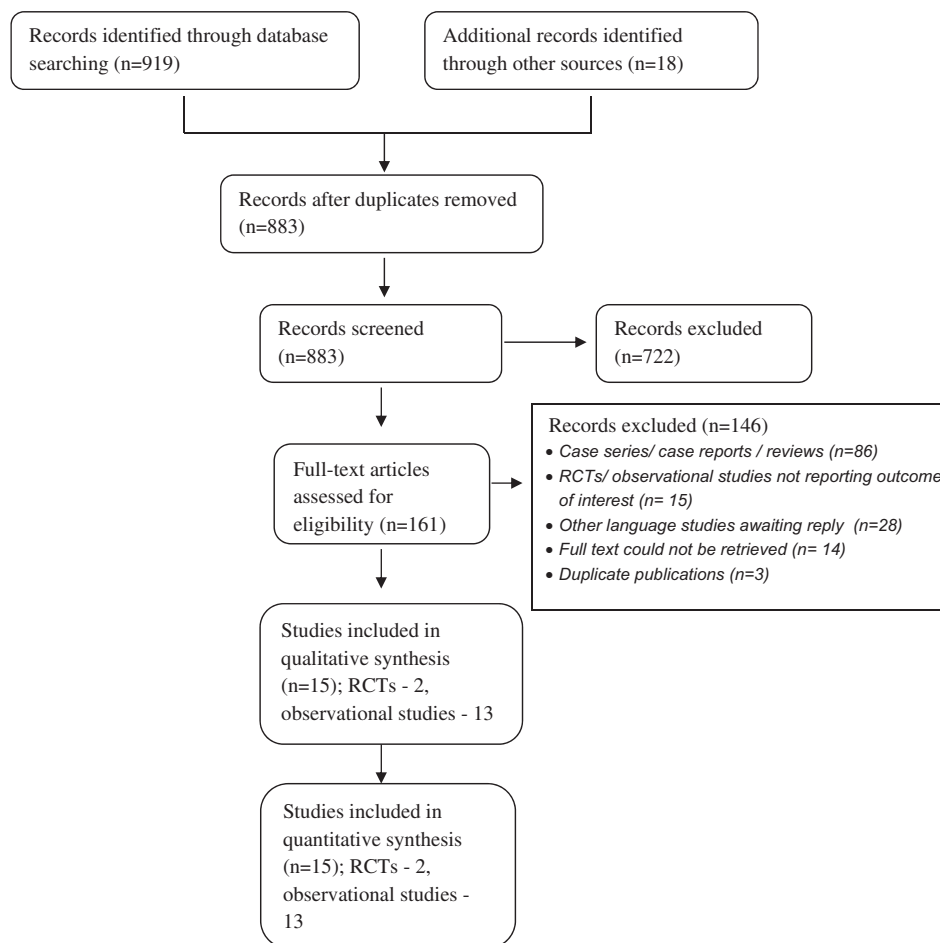 Records identified through database
searching (n=919)
Additional records identified
through other sources (n=18)
Records after duplicates removed
(n=883)
Records screened
(n=883)
Records excluded
(n=722)
Full-text articles
assessed for
eligibility (n=161)
Records excluded (n=146)
• Case series/ case reports / reviews (n=86)
• RCTs/ observational studies not reporting outcome
of interest (n= 15)
• Other language studies awaiting reply (n=28)
• Full text could not be retrieved (n= 14)
• Duplicate publications (n=3)
Studies included in
qualitative synthesis
(n=15); RCTs - 2,
observational studies - 13
Studies included in
quantitative synthesis
(n=15); RCTs - 2,
observational studies -
13